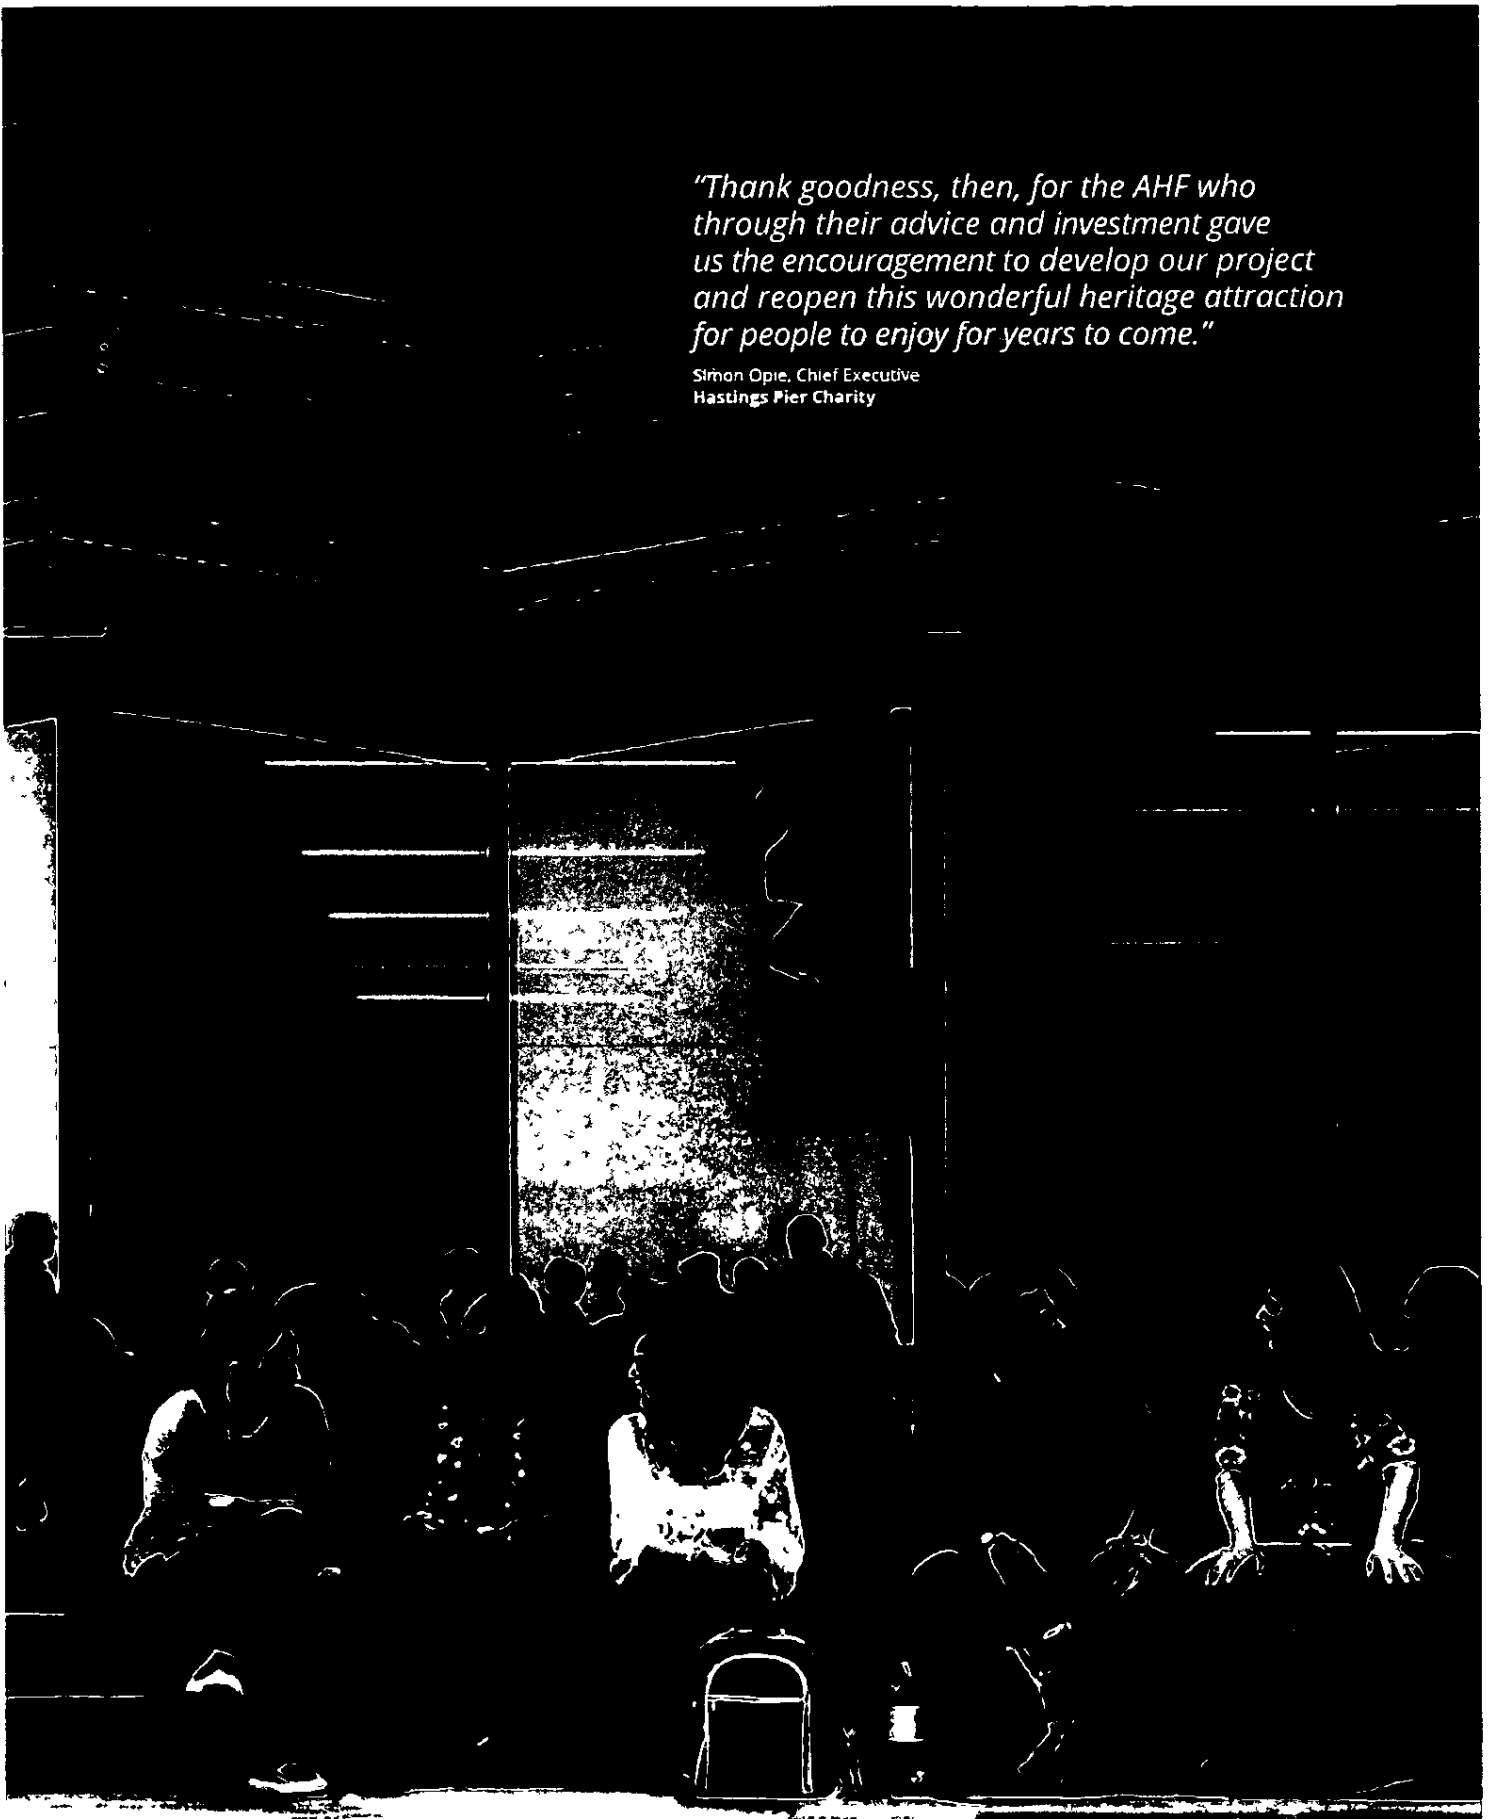 “Thank goodness, then, for the AHF who
through their advice and investment gave
us the encouragement to develop our project
and reopen this wonderful heritage attraction
for people to enjoy for years to come.”
Simon Opie, Chief Executive
Hastings Pier Charity